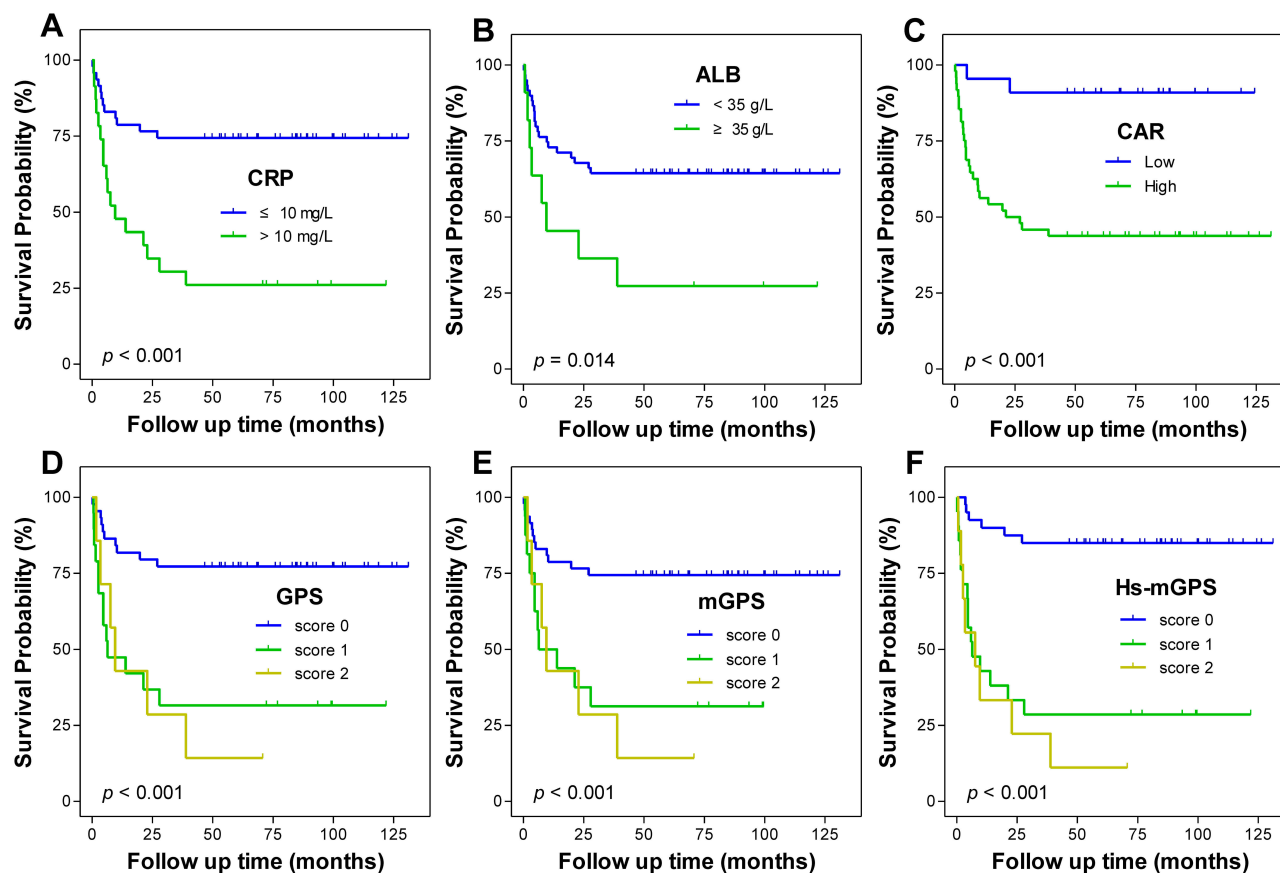 A
Survival Probability (%)
100
75
50
25
0
CRP
≤ 10 mg/L
> 10 mg/L
p < 0.001
0 25 50 75 100 125
Follow up time (months)
B
Survival Probability (%)
100
75
50
25
0
ALB
< 35 g/L
≥ 35 g/L
p = 0.014
0 25 50 75 100 125
Follow up time (months)
C
Survival Probability (%)
100
75
50
25
0
CAR
Low
High
p < 0.001
0 25 50 75 100 125
Follow up time (months)
D
Survival Probability (%)
100
75
50
25
0
GPS
score 0
score 1
score 2
p < 0.001
0 25 50 75 100 125
Follow up time (months)
E
Survival Probability (%)
100
75
50
25
0
mGPS
score 0
score 1
score 2
p < 0.001
0 25 50 75 100 125
Follow up time (months)
F
Survival Probability (%)
100
75
50
25
0
Hs-mGPS
score 0
score 1
score 2
p < 0.001
0 25 50 75 100 125
Follow up time (months)